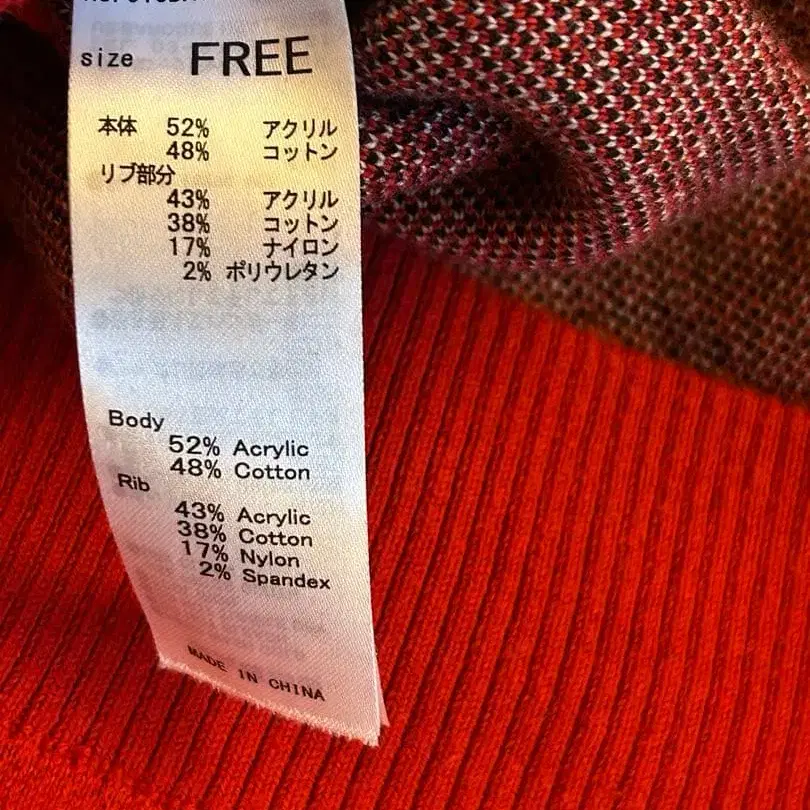 size FREE
本体 52% アクリル
48% コットン
リブ部分
43% アクリル
38% コットン
17% ナイロン
2% ポリウレタン
Body
52% Acrylic
48% Cotton
Rib
43% Acrylic
38% Cotton
17% Nylon
2% Spandex
MADE IN CHINA